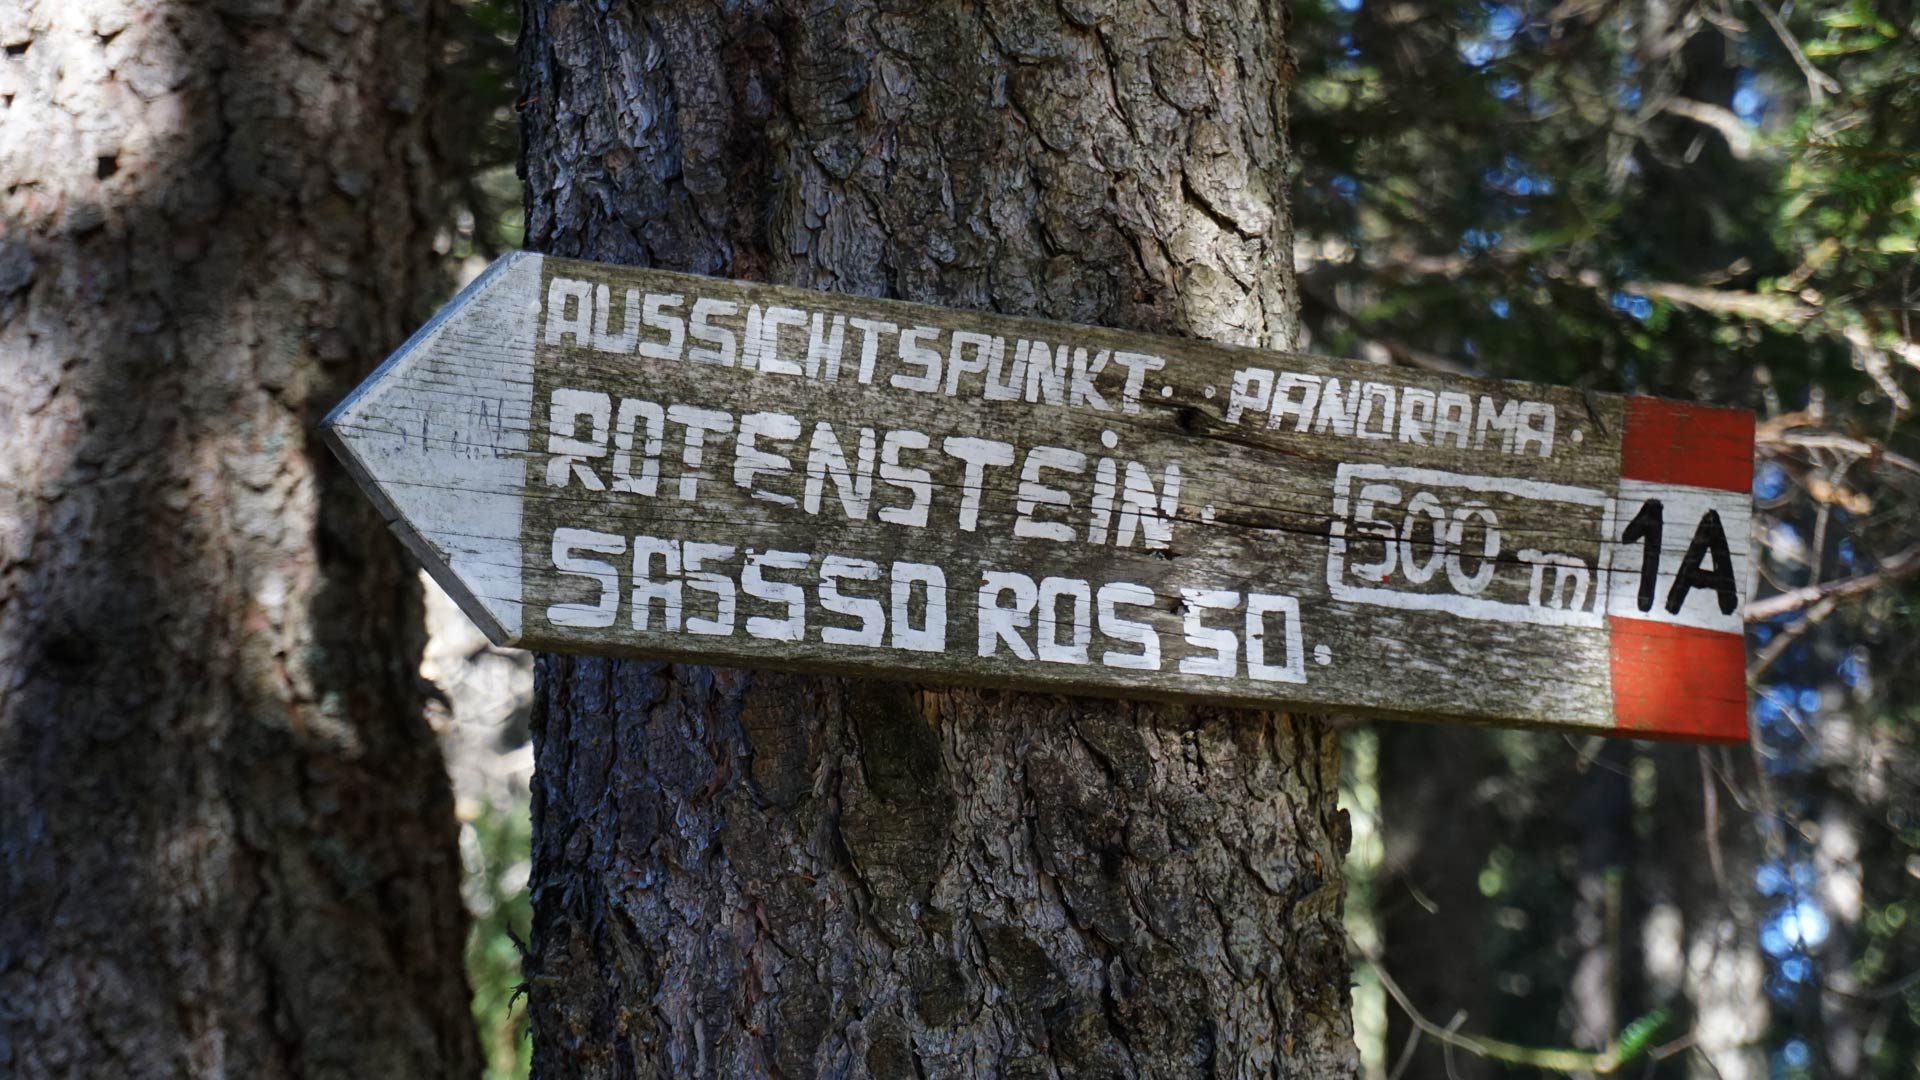 AUSSICHTSPUNKT. . PANORAMA.
ROTENSTEIN.
500 m
1A
SASSSO ROSSO.